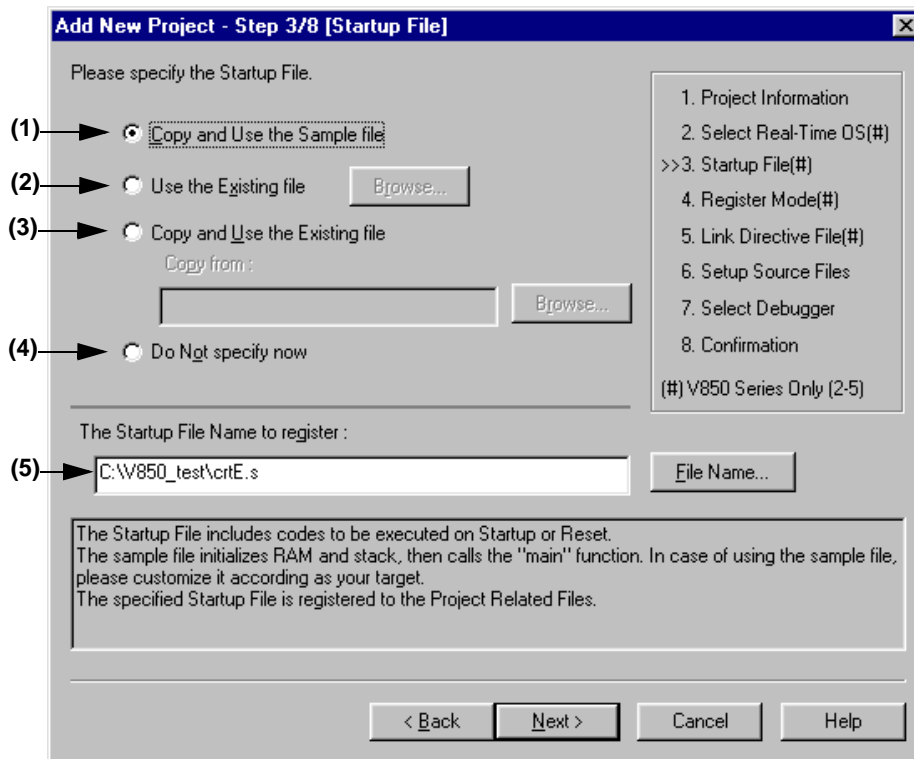 Add New Project - Step 3/8 [Startup File]
Please specify the Startup File.
(1)
Copy and Use the Sample file
(2)
Use the Existing file
Browse...
(3)
Copy and Use the Existing file
Copy from :
Browse...
(4)
Do Not specify now
1. Project Information
2. Select Real-Time OS(#)
>>3. Startup File(#)
4. Register Mode(#)
5. Link Directive File(#)
6. Setup Source Files
7. Select Debugger
8. Confirmation
(#) V850 Series Only (2-5)
The Startup File Name to register :
(5)
C:\V850_test\crtE.s
File Name...
The Startup File includes codes to be executed on Startup or Reset.
The sample file initializes RAM and stack, then calls the "main" function. In case of using the sample file,
please customize it according as your target.
The specified Startup File is registered to the Project Related Files.
< Back
Next >
Cancel
Help